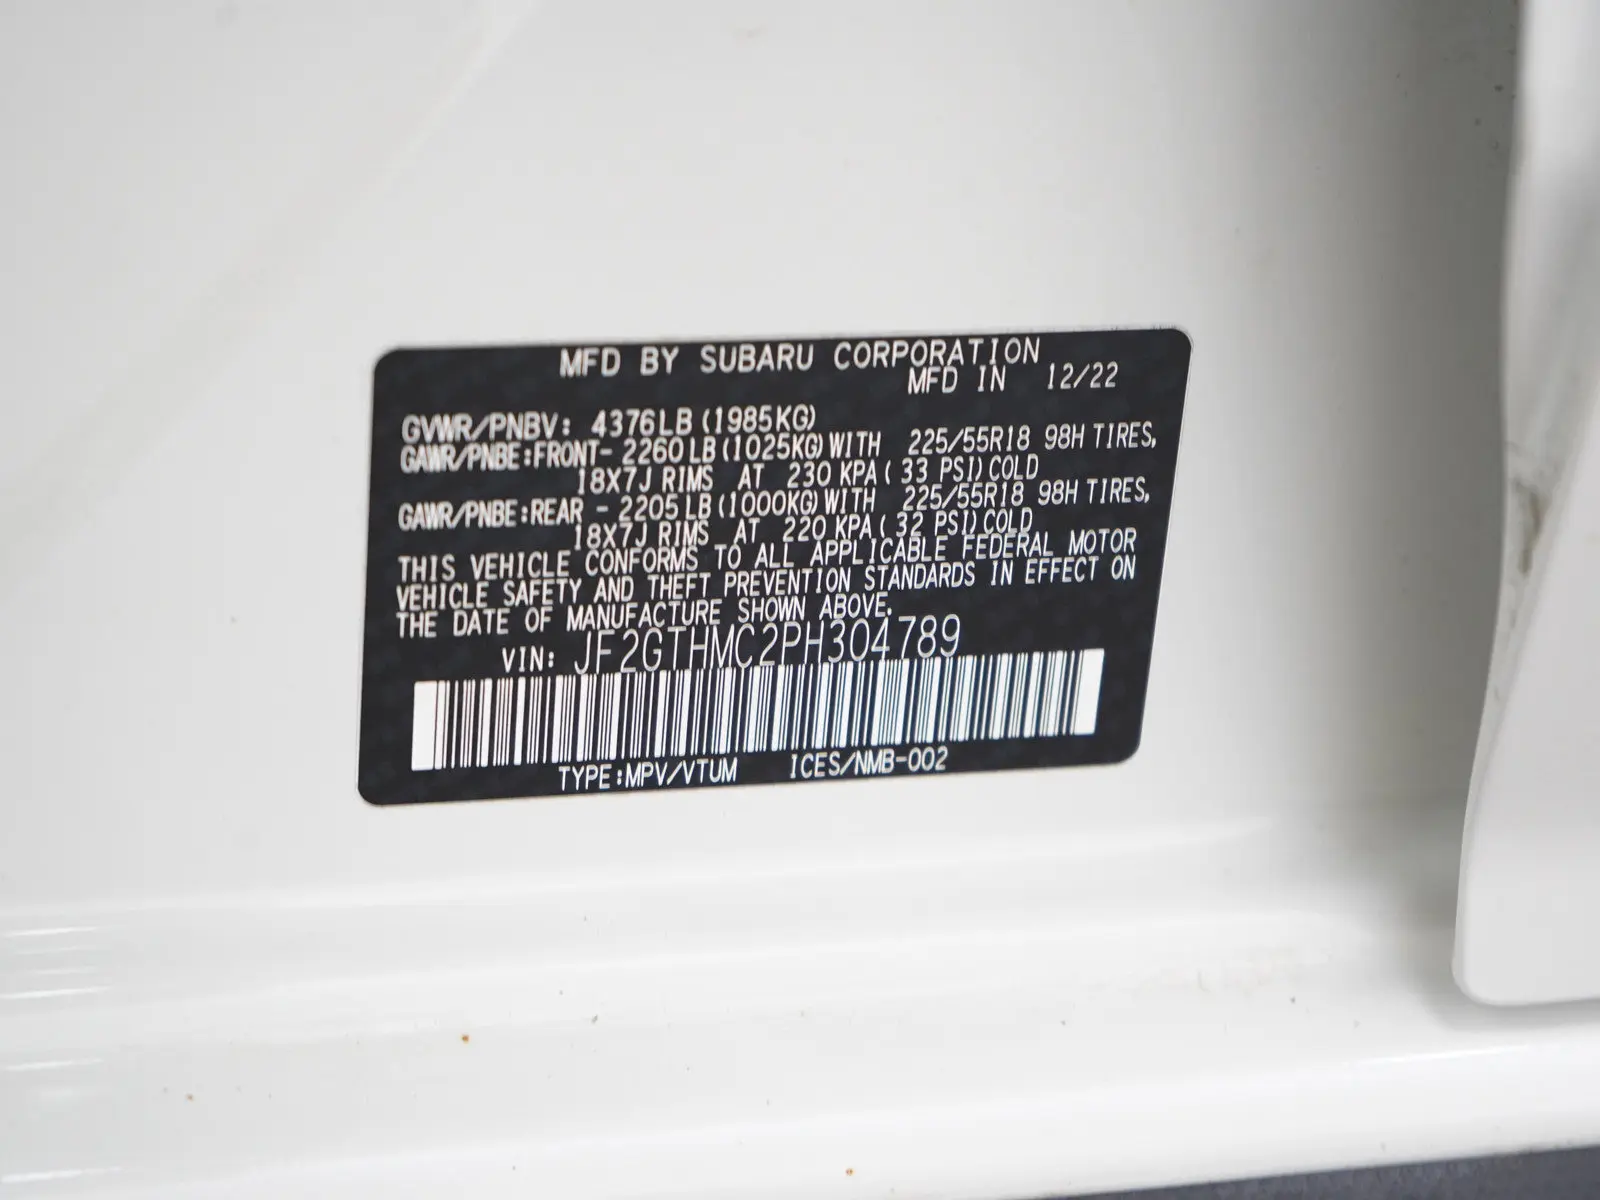 MFD BY SUBARU CORPORATION
MFD IN 12/22
GVWR/PNBV: 4376LB (1985KG)
GAWR/PNBE:FRONT- 2260LB (1025KG)WITH 225/55R18 98H TIRES,
18X7J RIMS AT 230 KPA( 33 PSI)COLD
GAWR/PNBE:REAR - 2205LB (1000KG)WITH 225/55R18 98H TIRES,
18X7J RIMS AT 220 KPA( 32 PSI)COLD
THIS VEHICLE CONFORMS TO ALL APPLICABLE FEDERAL MOTOR
VEHICLE SAFETY AND THEFT PREVENTION STANDARDS IN EFFECT ON
THE DATE OF MANUFACTURE SHOWN ABOVE.
VIN: JF2GTHMC2PH304789
TYPE:MPV/VTUM ICES/NMB-002